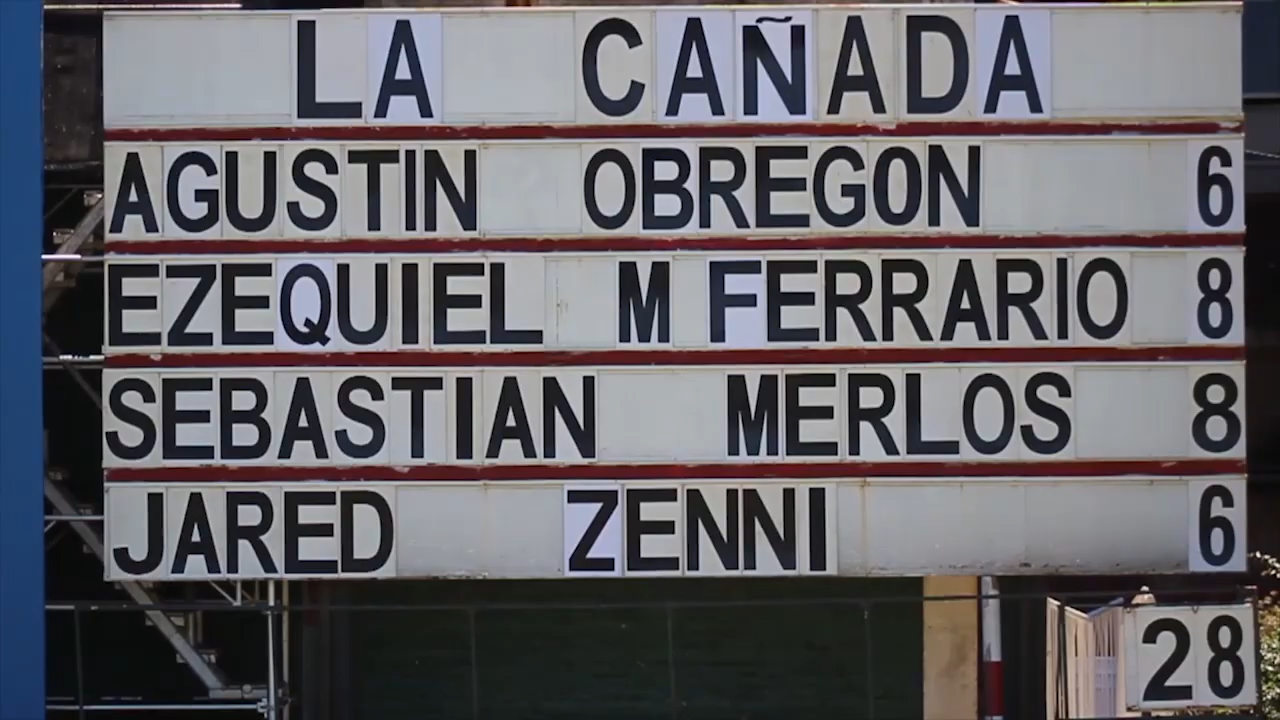 LA CAÑADA
AGUSTIN OBREGON 6
EZEQUIEL M FERRARIO 8
SEBASTIAN MERLOS 8
JARED ZENNI 6
28